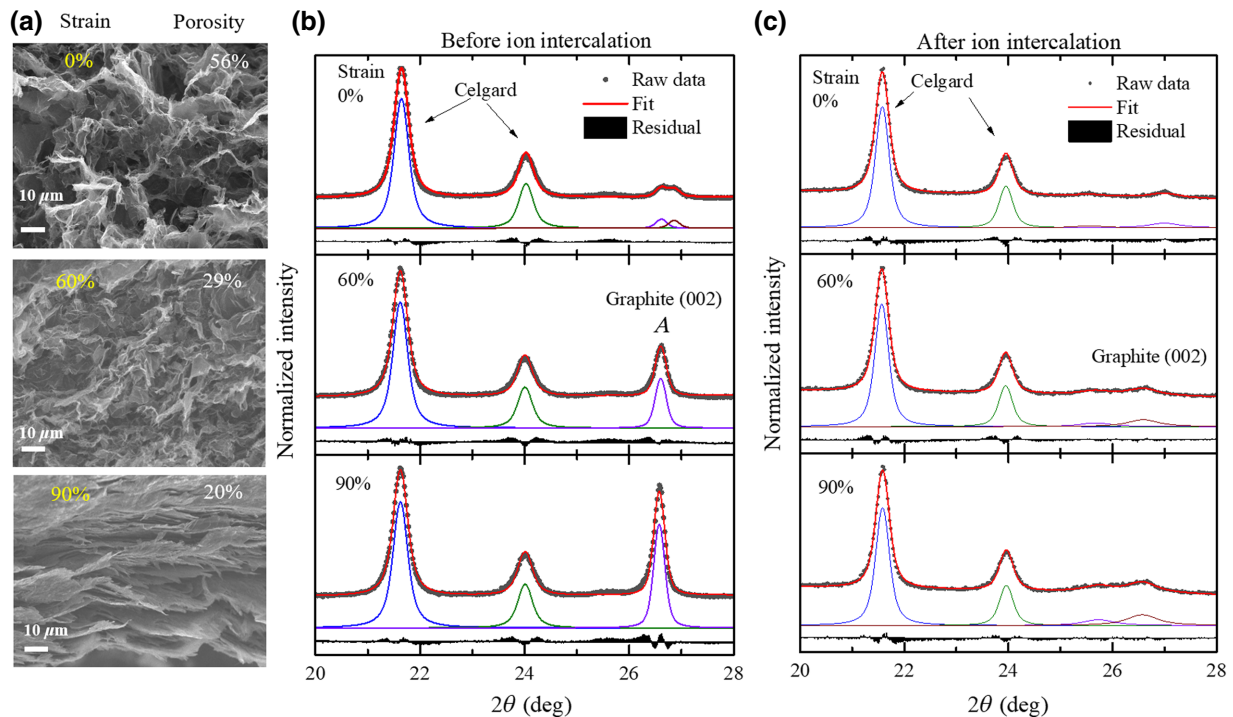 (a) Strain Porosity
0% 56%
10 μm
60% 29%
10 μm
90% 20%
10 μm
(b)
Before ion intercalation
Normalized intensity
Strain
0%
Celgard
Raw data
Fit
Residual
60%
Graphite (002)
A
90%
20 22 24 26 28
2θ (deg)
(c)
After ion intercalation
Normalized intensity
Strain
0%
Celgard
Raw data
Fit
Residual
60%
Graphite (002)
90%
20 22 24 26 28
2θ (deg)